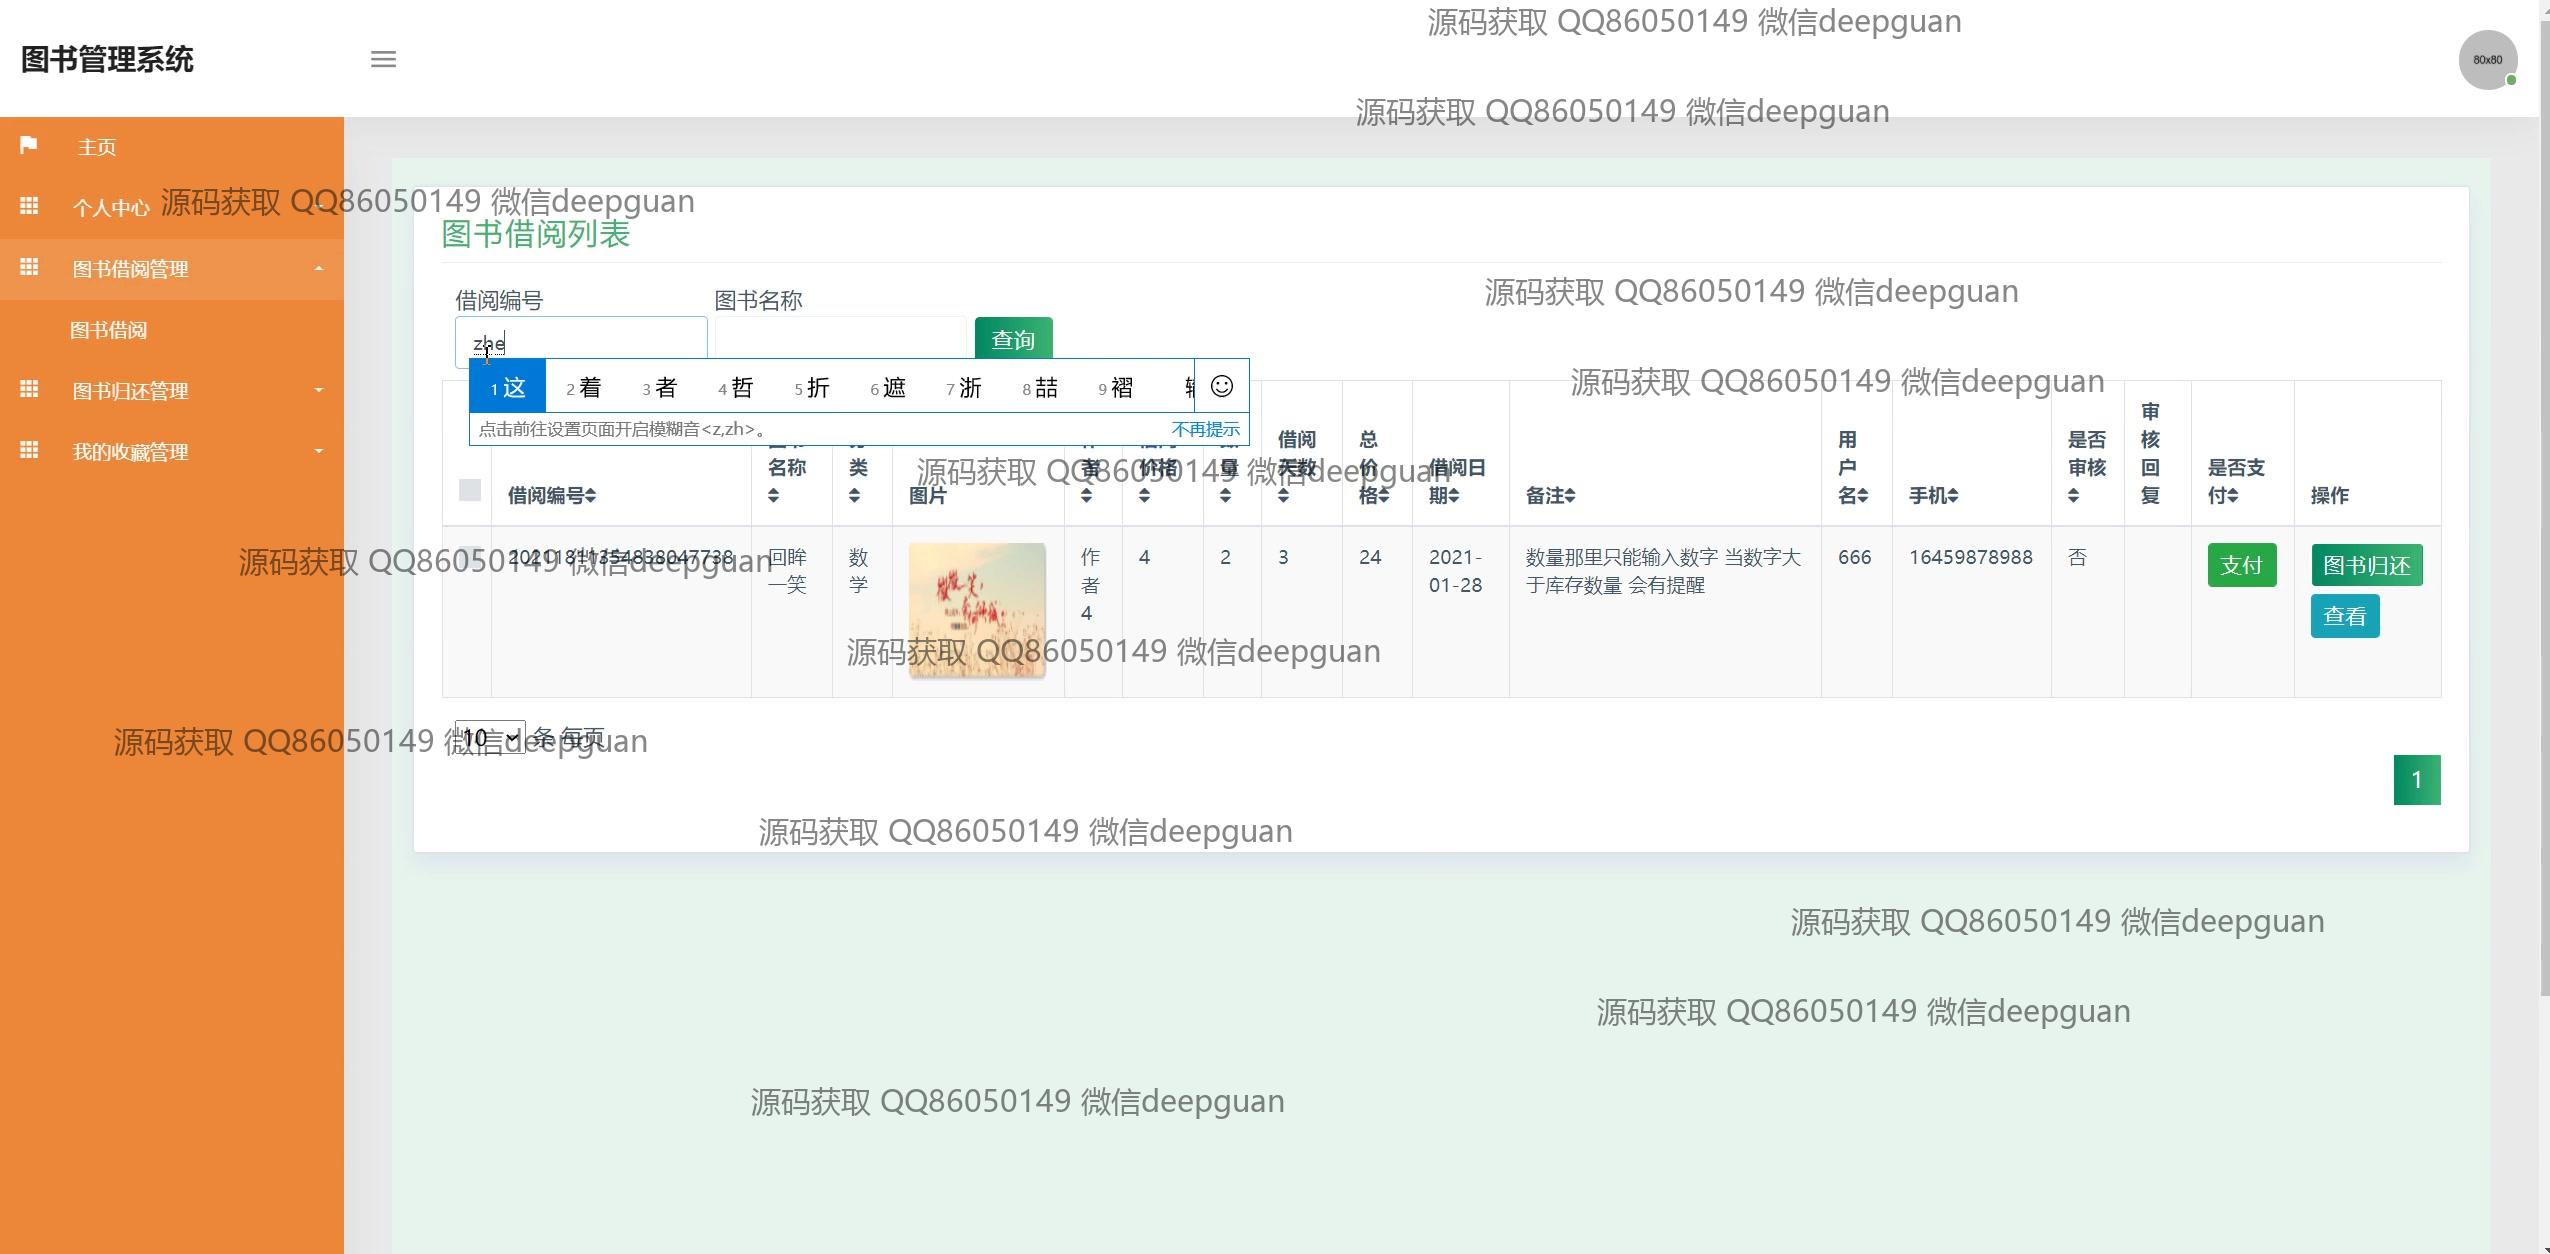 源码获取 QQ86050149 微信deepguan
图书管理系统
80x80
源码获取 QQ86050149 微信deepguan
主页
个人中心
源码获取 QQ86050149 微信deepguan
图书借阅列表
图书借阅管理
源码获取 QQ86050149 微信deepguan
借阅编号 图书名称
图书借阅
zhe
查询
1 这 2 着 3 者 4 哲 5 折 6 遮 7 浙 8 喆 9 褶
源码获取 QQ86050149 微信deepguan
图书归还管理
点击前往设置页面开启模糊音<z,zh>。 不再提示
我的收藏管理
源码获取 QQ86050149 微信deepguan
借阅编号 名称 类 图片 借阅天数 总价格 借阅日期 备注 用户名 手机 是否审核 审核回复 是否支付 操作
源码获取 QQ86050149 微信deepguan
回眸一笑 数学 作者4 4 2 3 24 2021-01-28 数量那里只能输入数字 当数字大于库存数量 会有提醒 666 16459878988 否 支付 图书归还
查看
源码获取 QQ86050149 微信deepguan
10 条 每页
源码获取 QQ86050149 微信deepguan
1
源码获取 QQ86050149 微信deepguan
源码获取 QQ86050149 微信deepguan
源码获取 QQ86050149 微信deepguan
源码获取 QQ86050149 微信deepguan